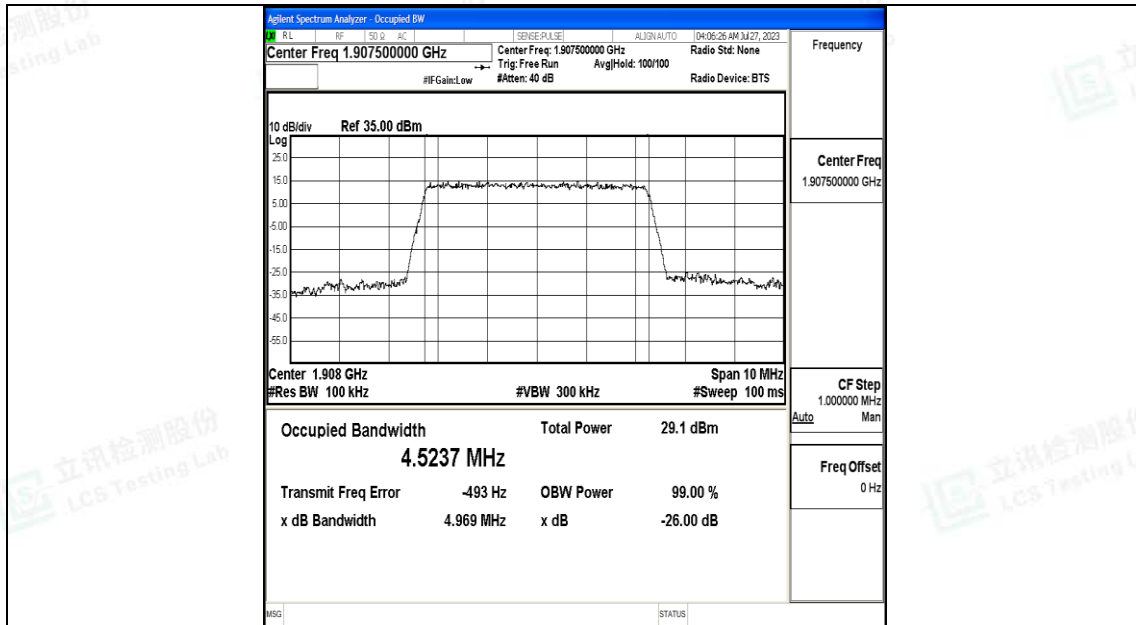 Agilent Spectrum Analyzer - Occupied BW
LXI RL RF 50 Ω AC SENSE:PULSE ALIGNAUTO 04:06:26 AM Jul 27, 2023
Center Freq 1.907500000 GHz
Center Freq: 1.907500000 GHz Radio Std: None
Trig: Free Run Avg|Hold: 100/100
#IFGain:Low #Atten: 40 dB Radio Device: BTS
10 dB/div Ref 35.00 dBm
Log
25.0
15.0
5.00
-5.00
-15.0
-25.0
-35.0
-45.0
-55.0
Center 1.908 GHz Span 10 MHz
#Res BW 100 kHz #VBW 300 kHz #Sweep 100 ms
Occupied Bandwidth Total Power 29.1 dBm
4.5237 MHz
Transmit Freq Error -493 Hz OBW Power 99.00 %
x dB Bandwidth 4.969 MHz x dB -26.00 dB
MSG STATUS
Frequency
Center Freq
1.907500000 GHz
CF Step
1.000000 MHz
Auto Man
Freq Offset
0 Hz
立讯检测股份
LCS Testing Lab
立讯检测股份
LCS Testing L
测股份
sting Lab
立
LC